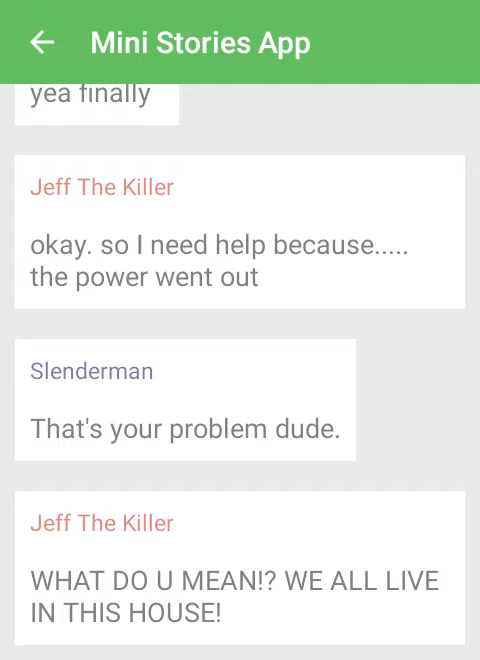 Mini Stories App
yea finally
Jeff The Killer
okay. so I need help because.....
the power went out
Slenderman
That's your problem dude.
Jeff The Killer
WHAT DO U MEAN!? WE ALL LIVE
IN THIS HOUSE!